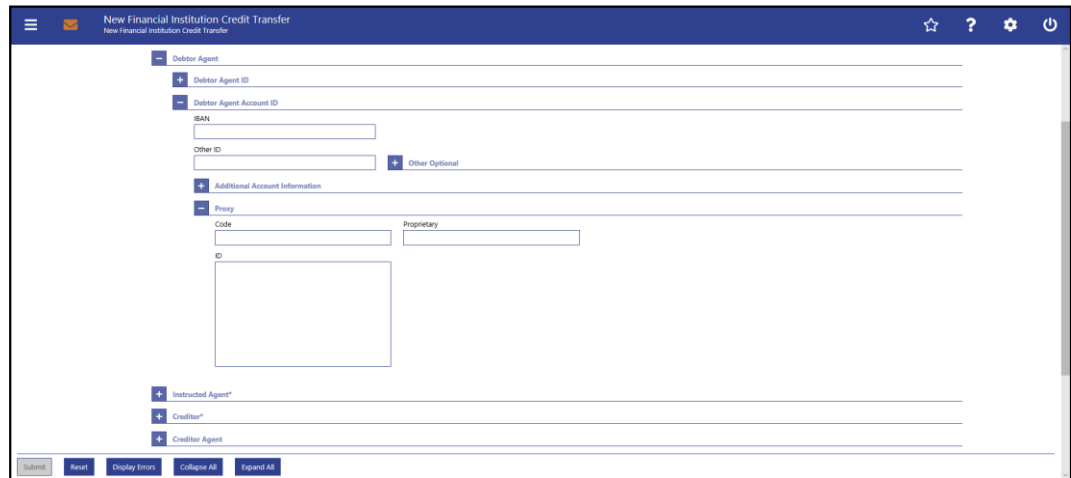 New Financial Institution Credit Transfer
New Financial Institution Credit Transfer
Debtor Agent
Debtor Agent ID
Debtor Agent Account ID
IBAN
Other ID
Other Optional
Additional Account Information
Proxy
Code Proprietary
ID
Instructed Agent*
Creditor*
Creditor Agent
Submit Reset Display Errors Collapse All Expand All